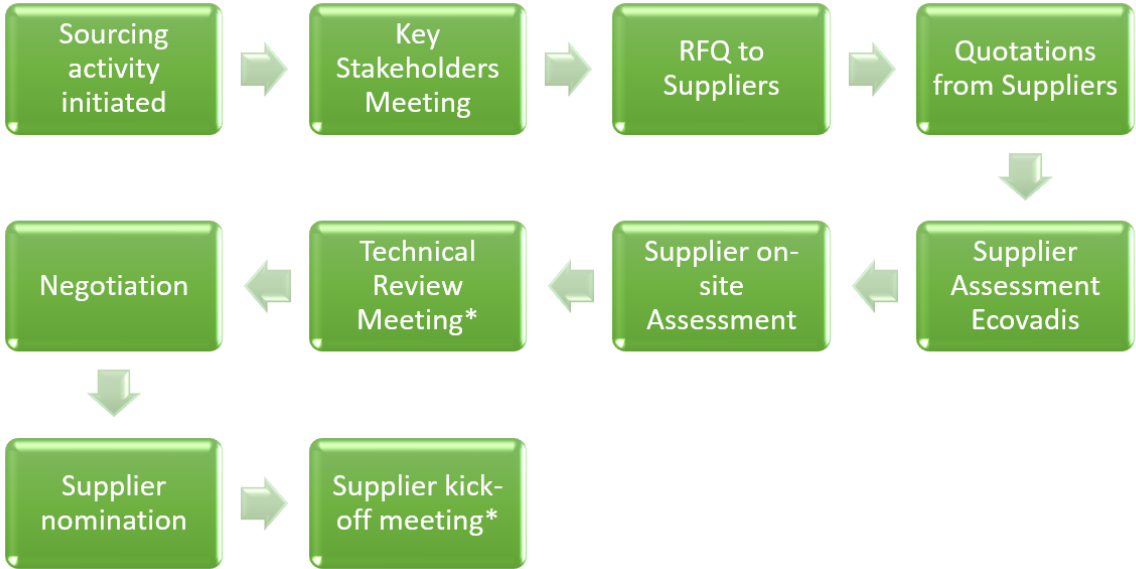 Sourcing
activity
initiated
Key
Stakeholders
Meeting
RFQ to
Suppliers
Quotations
from Suppliers
Supplier
Assessment
Ecovadis
Supplier on-
site
Assessment
Technical
Review
Meeting*
Negotiation
Supplier
nomination
Supplier kick-
off meeting*